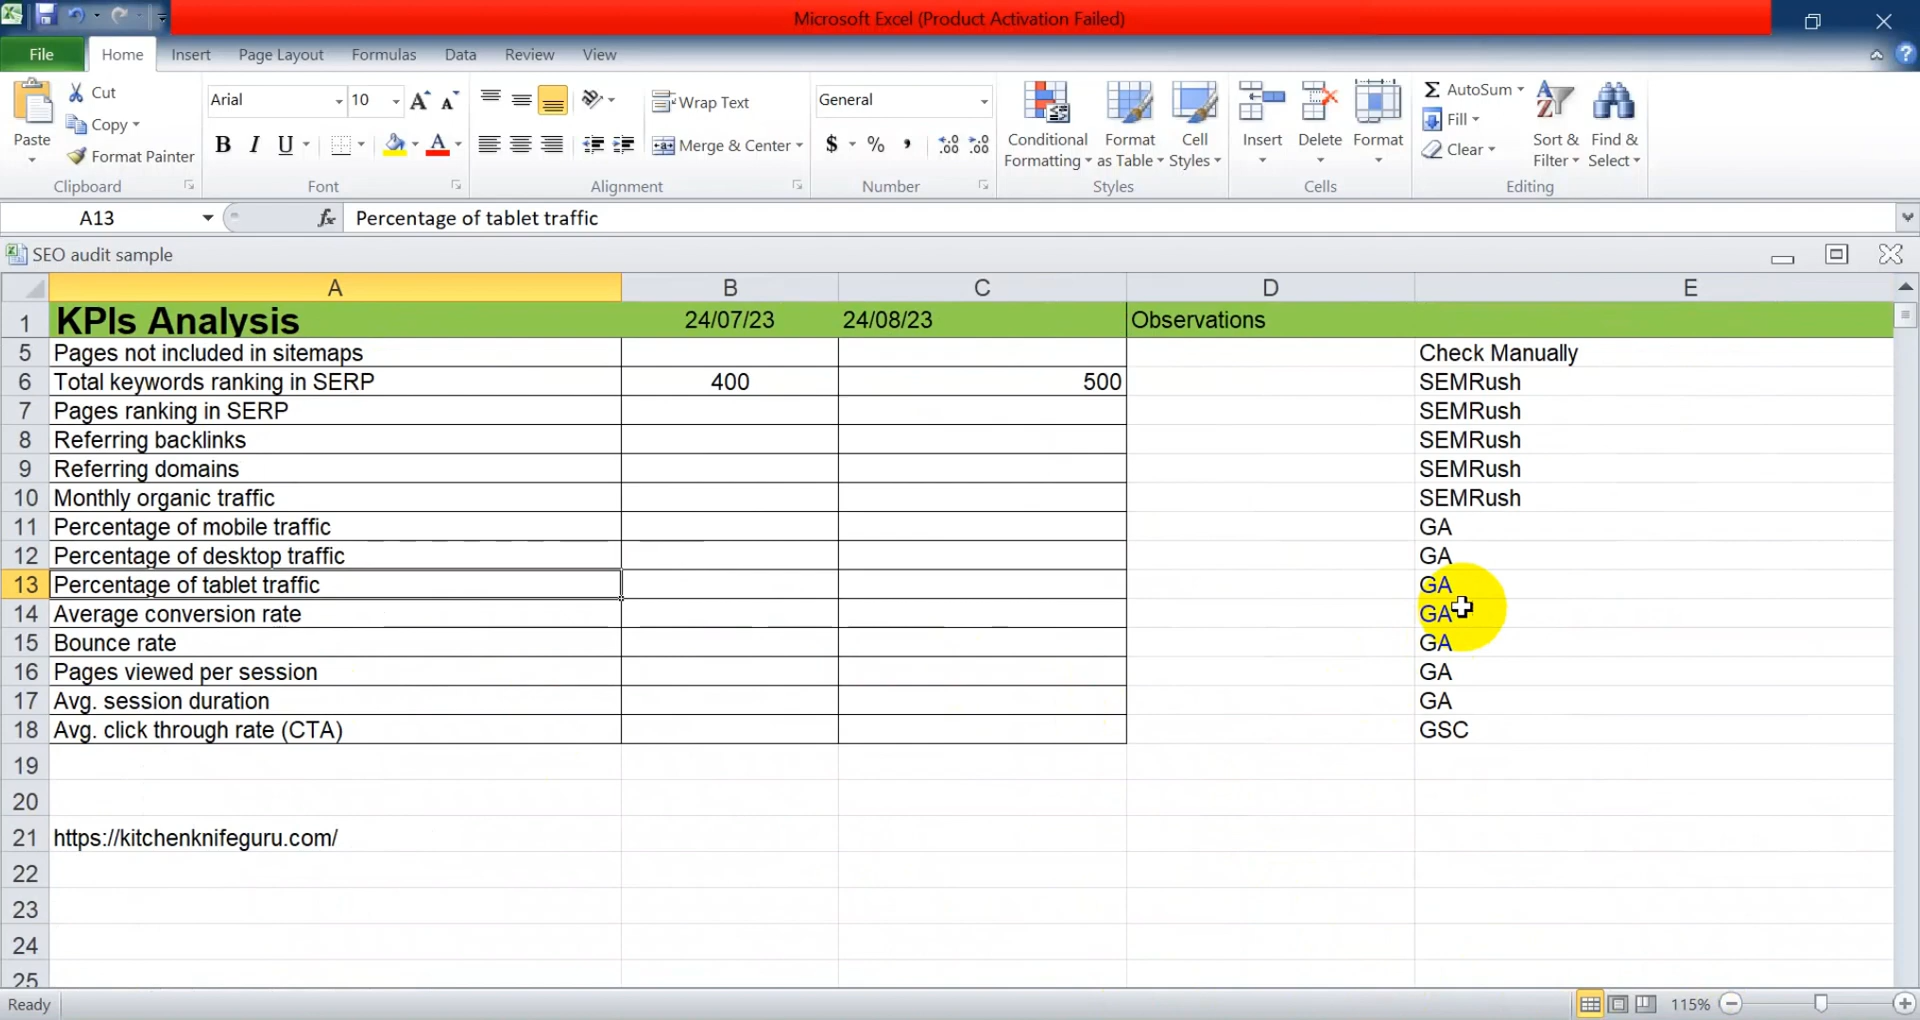 Microsoft Excel (Product Activation Failed)
File Home Insert Page Layout Formulas Data Review View
Paste
Cut
Copy
Format Painter
Clipboard
Arial 10
B I U
Font
Wrap Text
Merge & Center
Alignment
General
$ % ,
Number
Conditional Formatting
Format as Table
Cell Styles
Styles
Insert
Delete
Format
Cells
Σ AutoSum
Fill
Clear
Sort & Filter
Find & Select
Editing
A13 fx Percentage of tablet traffic
SEO audit sample
A B C D E
1 KPIs Analysis 24/07/23 24/08/23 Observations
5 Pages not included in sitemaps Check Manually
6 Total keywords ranking in SERP 400 500 SEMRush
7 Pages ranking in SERP SEMRush
8 Referring backlinks SEMRush
9 Referring domains SEMRush
10 Monthly organic traffic SEMRush
11 Percentage of mobile traffic GA
12 Percentage of desktop traffic GA
13 Percentage of tablet traffic GA
14 Average conversion rate GA
15 Bounce rate GA
16 Pages viewed per session GA
17 Avg. session duration GA
18 Avg. click through rate (CTA) GSC
19
20
21 https://kitchenknifeguru.com/
22
23
24
25
Ready 115%